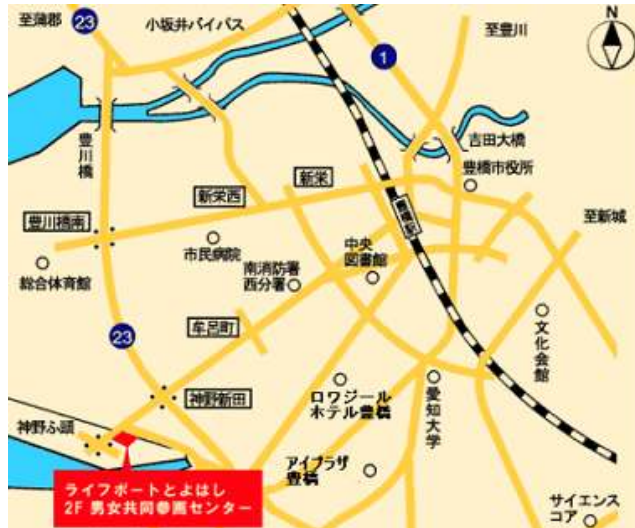 至蒲郡
23
小坂井バイパス
1
至豊川
N
豊川橋
吉田大橋
豊橋市役所
新栄
新栄西
豊川橋南
豊橋駅
至新城
市民病院
中央
図書館
総合体育館
南消防署
西分署
文化会館
23
牟呂町
神野新田
ロワジール
ホテル豊橋
愛知大学
神野ふ頭
アイプラザ
豊橋
ライフポートとよはし
2F 男女共同参画センター
サイエンス
コア